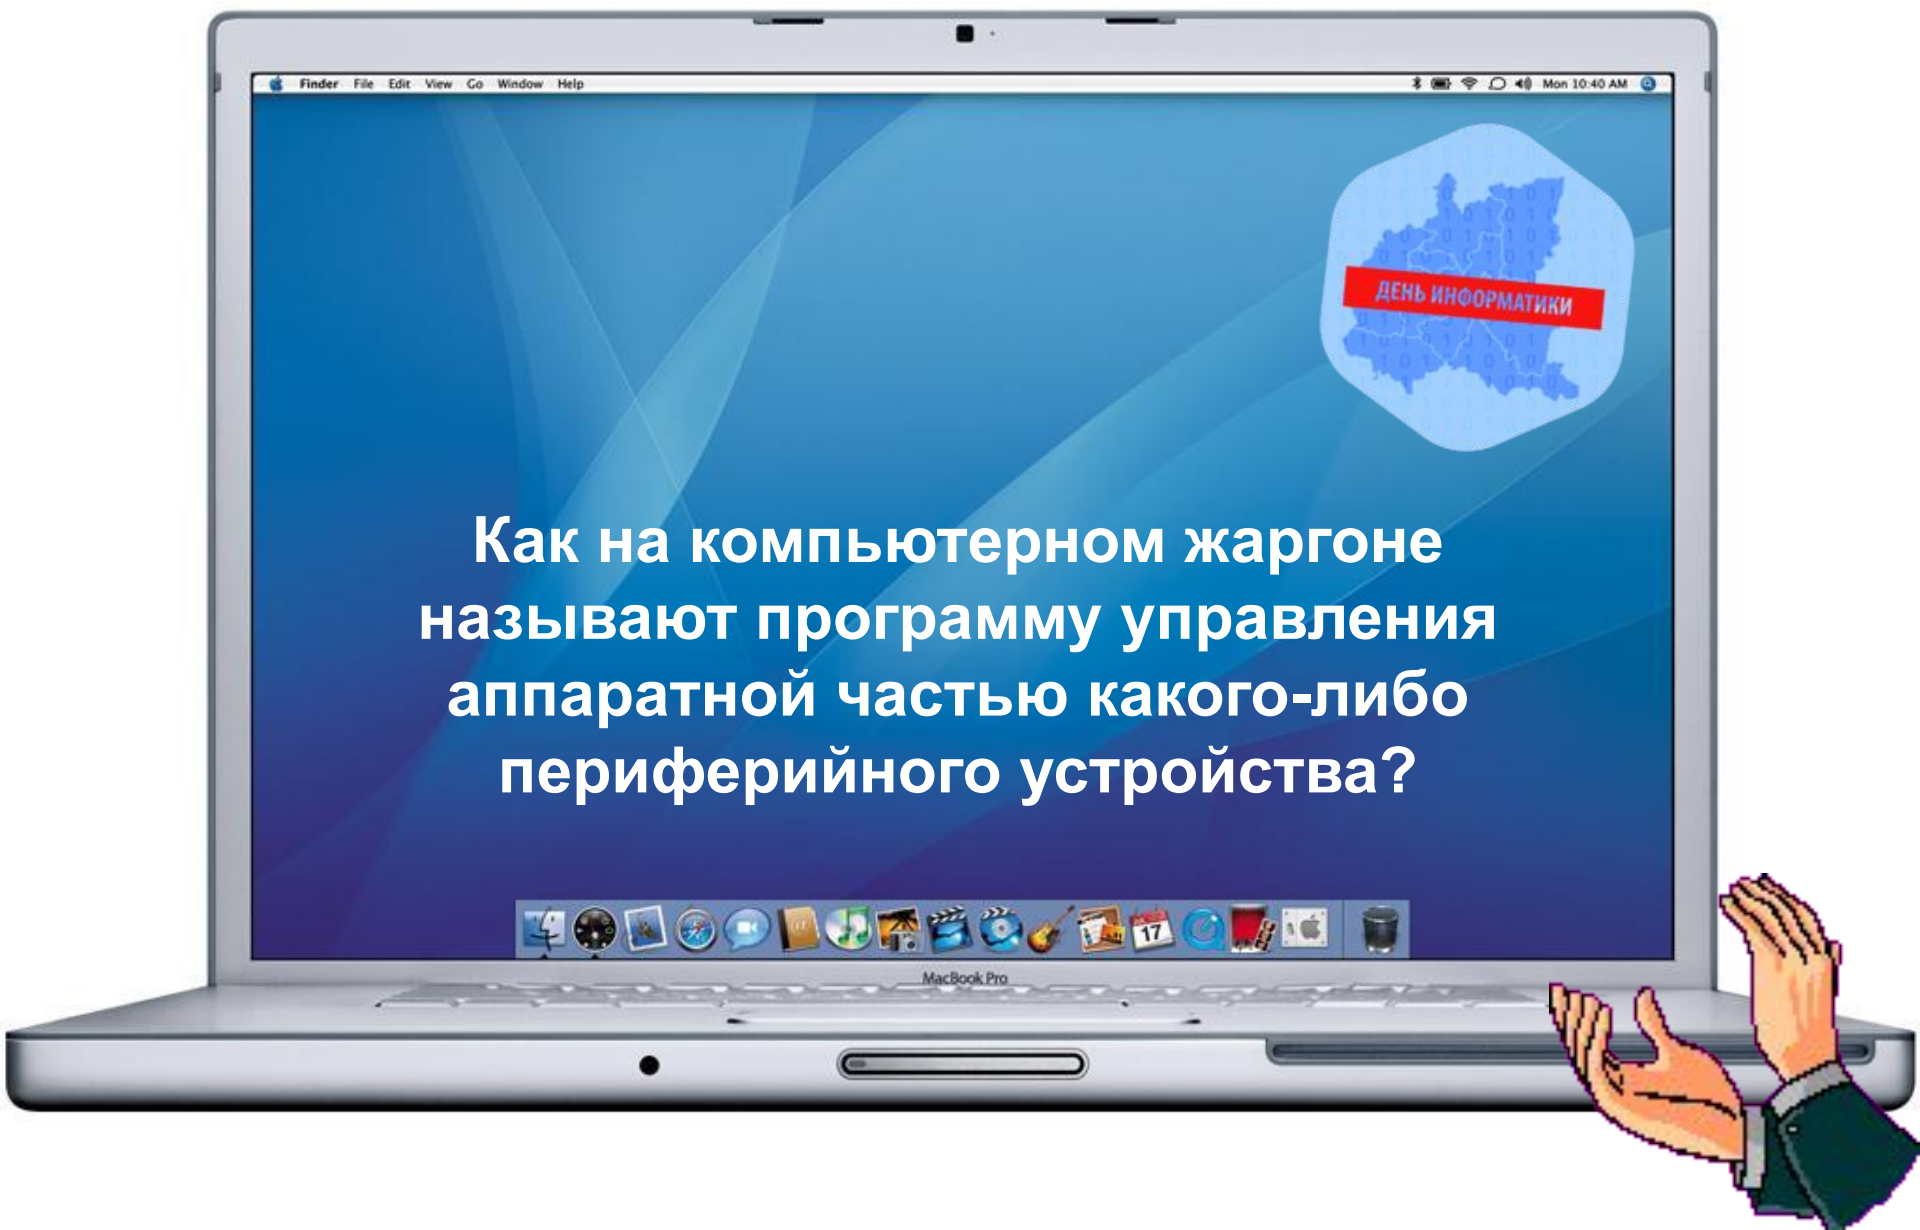 Finder File Edit View Go Window Help
Mon 10:40 AM
ДЕНЬ ИНФОРМАТИКИ
Как на компьютерном жаргоне
называют программу управления
аппаратной частью какого-либо
периферийного устройства?
17
MacBook Pro